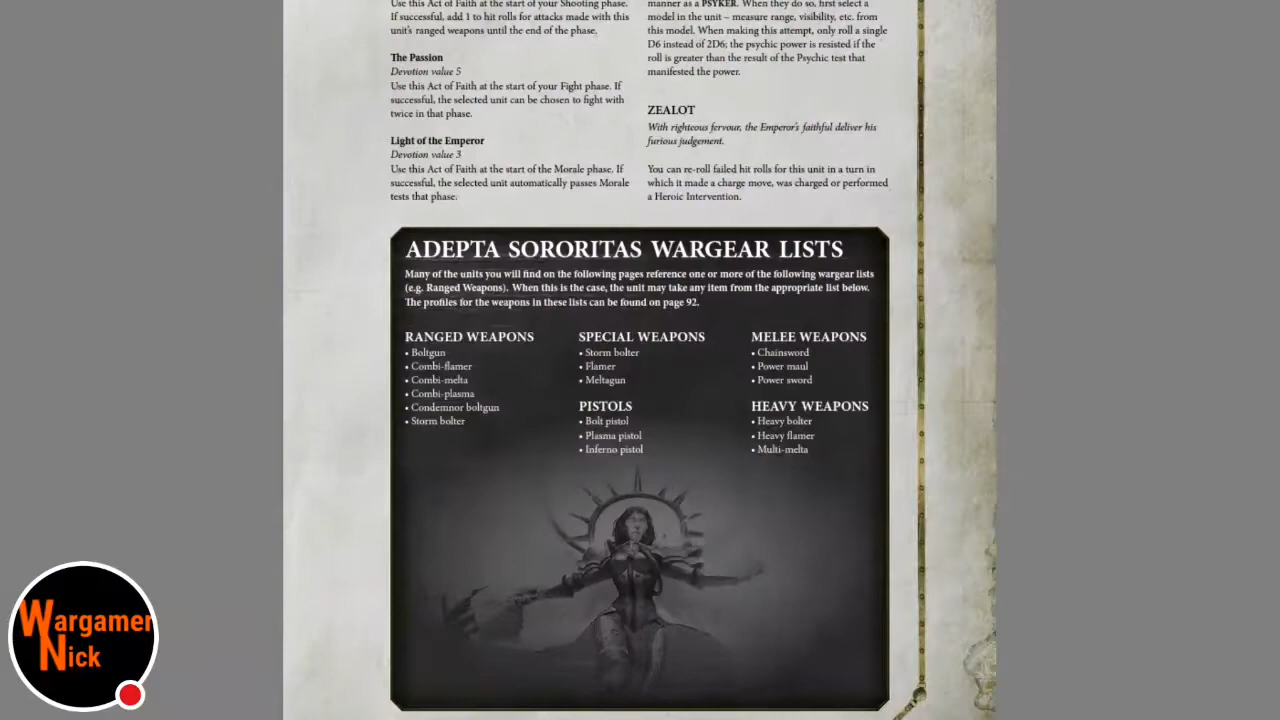 Use this Act of Faith at the start of your Shooting phase.
If successful, add 1 to hit rolls for attacks made with this
unit's ranged weapons until the end of the phase.
The Passion
Devotion value 5
Use this Act of Faith at the start of your Fight phase. If
successful, the selected unit can be chosen to fight with
twice in that phase.
Light of the Emperor
Devotion value 3
Use this Act of Faith at the start of the Morale phase. If
successful, the selected unit automatically passes Morale
tests that phase.
manner as a PSYKER. When they do so, first select a
model in the unit – measure range, visibility, etc. from
this model. When making this attempt, only roll a single
D6 instead of 2D6; the psychic power is resisted if the
roll is greater than the result of the Psychic test that
manifested the power.
ZEALOT
With righteous fervour, the Emperor's faithful deliver his
furious judgement.
You can re-roll failed hit rolls for this unit in a turn in
which it made a charge move, was charged or performed
a Heroic Intervention.
ADEPTA SORORITAS WARGEAR LISTS
Many of the units you will find on the following pages reference one or more of the following wargear lists
(e.g. Ranged Weapons). When this is the case, the unit may take any item from the appropriate list below.
The profiles for the weapons in these lists can be found on page 92.
RANGED WEAPONS
• Boltgun
• Combi-flamer
• Combi-melta
• Combi-plasma
• Condemnor boltgun
• Storm bolter
SPECIAL WEAPONS
• Storm bolter
• Flamer
• Meltagun
PISTOLS
• Bolt pistol
• Plasma pistol
• Inferno pistol
MELEE WEAPONS
• Chainsword
• Power maul
• Power sword
HEAVY WEAPONS
• Heavy bolter
• Heavy flamer
• Multi-melta
Wargamer
Nick